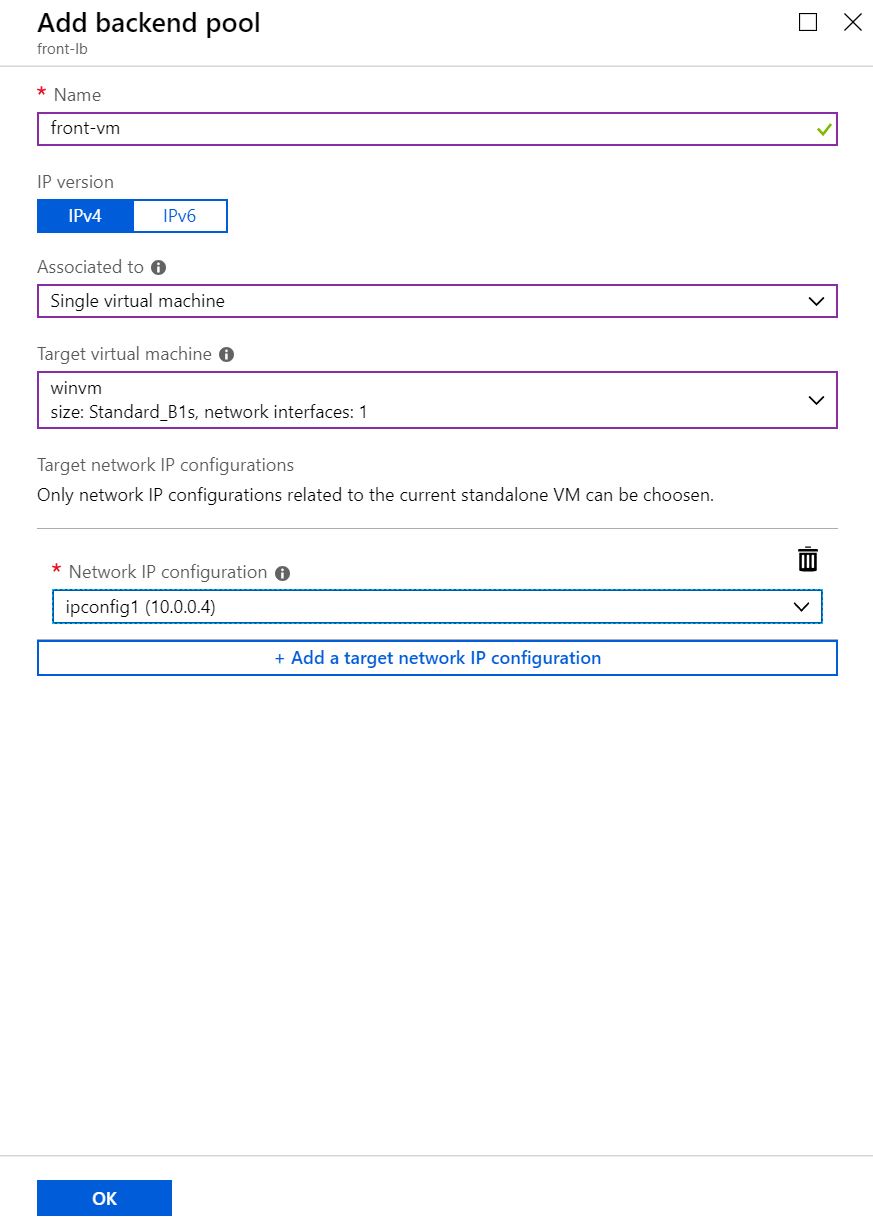 Add backend pool
front-lb
* Name
front-vm
IP version
IPv4 IPv6
Associated to
Single virtual machine
Target virtual machine
winvm
size: Standard_B1s, network interfaces: 1
Target network IP configurations
Only network IP configurations related to the current standalone VM can be choosen.
* Network IP configuration
ipconfig1 (10.0.0.4)
+ Add a target network IP configuration
OK